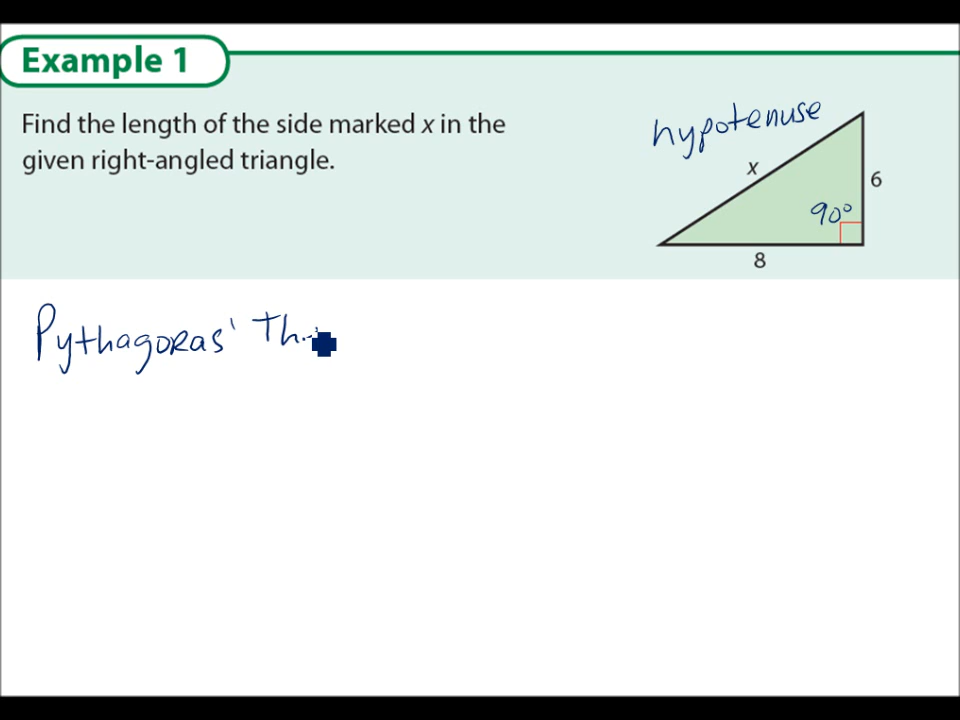 Example 1
Find the length of the side marked x in the
given right-angled triangle.
hypotenuse
x
6
90°
8
Pythagoras' Th